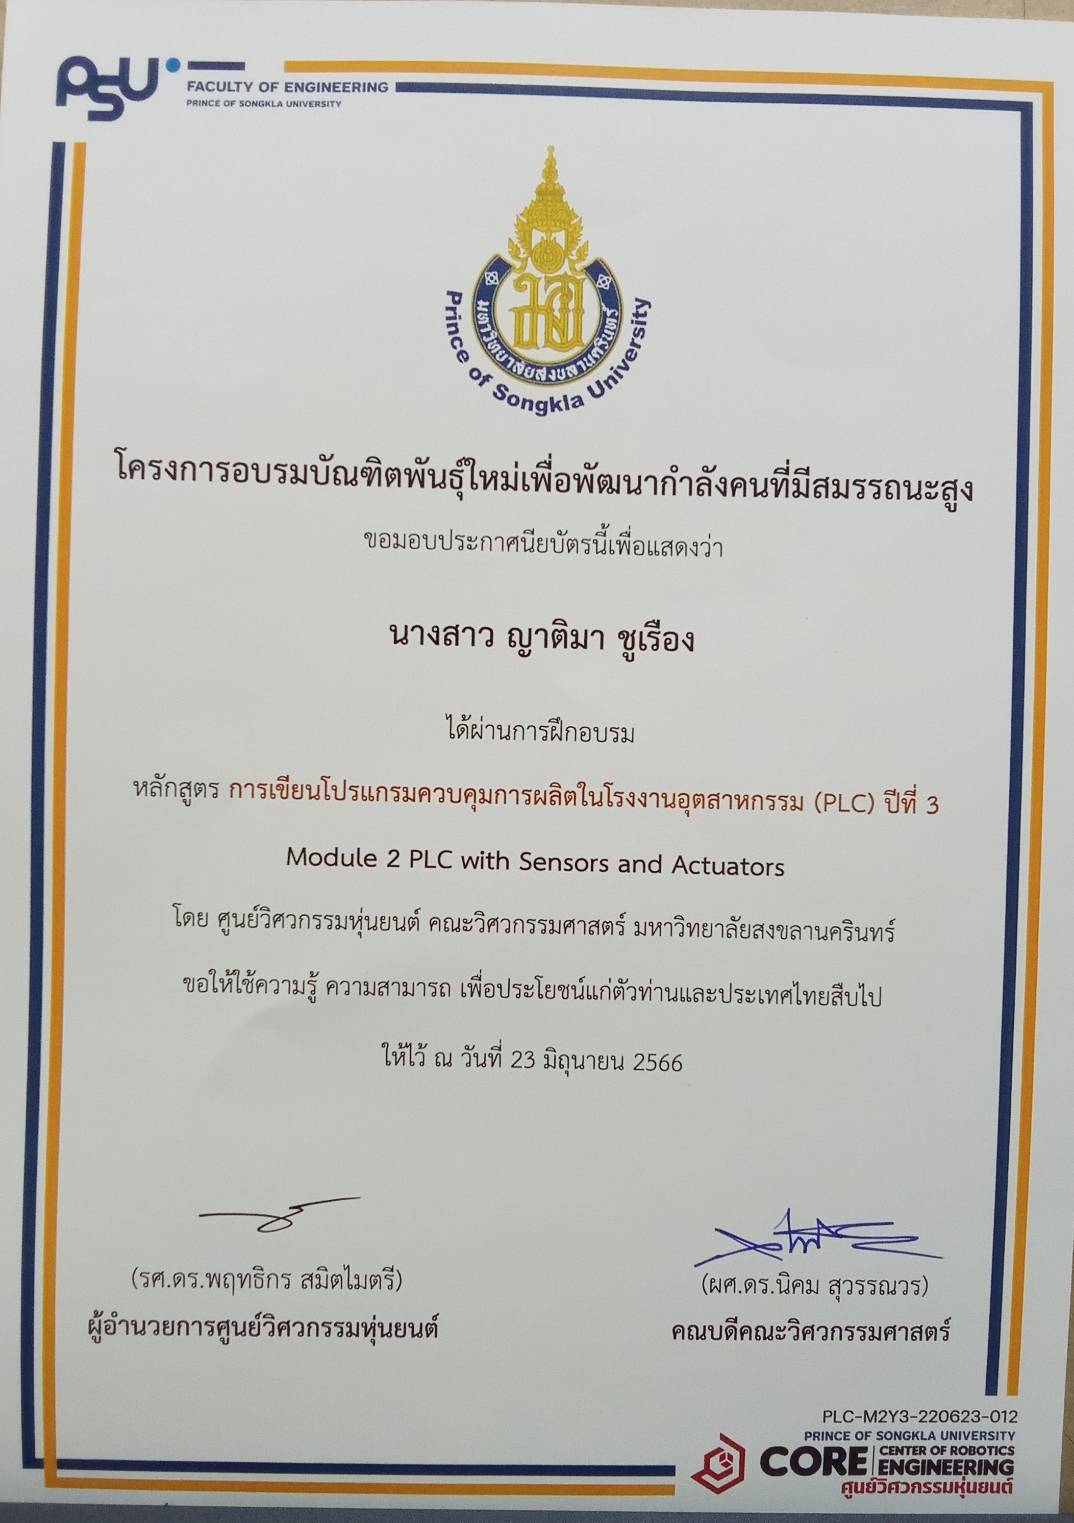 PSU
FACULTY OF ENGINEERING
PRINCE OF SONGKLA UNIVERSITY
มหาวิทยาลัยสงขลานครินทร์
Prince of Songkla University
โครงการอบรมบัณฑิตพันธุ์ใหม่เพื่อพัฒนากำลังคนที่มีสมรรถนะสูง
ขอมอบประกาศนียบัตรนี้เพื่อแสดงว่า
นางสาว ญาติมา ชูเรือง
ได้ผ่านการฝึกอบรม
หลักสูตร การเขียนโปรแกรมควบคุมการผลิตในโรงงานอุตสาหกรรม (PLC) ปีที่ 3
Module 2 PLC with Sensors and Actuators
โดย ศูนย์วิศวกรรมหุ่นยนต์ คณะวิศวกรรมศาสตร์ มหาวิทยาลัยสงขลานครินทร์
ขอให้ใช้ความรู้ ความสามารถ เพื่อประโยชน์แก่ตัวท่านและประเทศไทยสืบไป
ให้ไว้ ณ วันที่ 23 มิถุนายน 2566
(รศ.ดร.พฤทธิกร สมิตไมตรี)
ผู้อำนวยการศูนย์วิศวกรรมหุ่นยนต์
(ผศ.ดร.นิคม สุวรรณวร)
คณบดีคณะวิศวกรรมศาสตร์
PLC-M2Y3-220623-012
PRINCE OF SONGKLA UNIVERSITY
CORE CENTER OF ROBOTICS
ENGINEERING
ศูนย์วิศวกรรมหุ่นยนต์